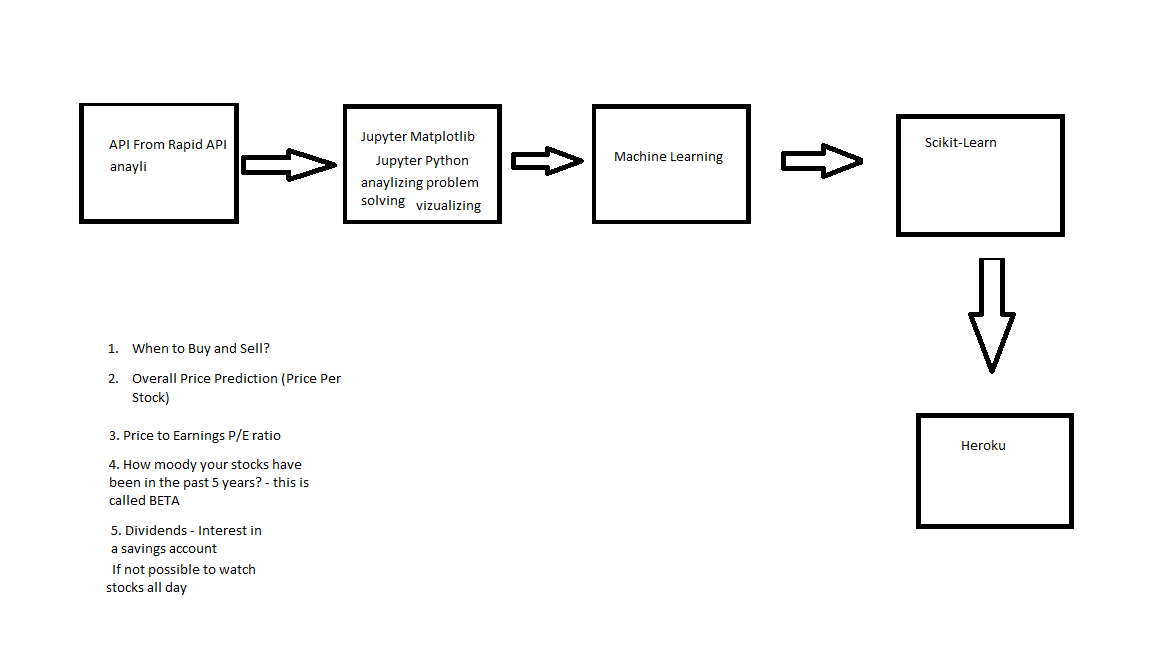 API From Rapid API
anayli
Jupyter Matplotlib
Jupyter Python
anaylizing problem
solving vizualizing
Machine Learning
Scikit-Learn
Heroku
1. When to Buy and Sell?
2. Overall Price Prediction (Price Per
Stock)
3. Price to Earnings P/E ratio
4. How moody your stocks have
been in the past 5 years? - this is
called BETA
5. Dividends - Interest in
a savings account
If not possible to watch
stocks all day